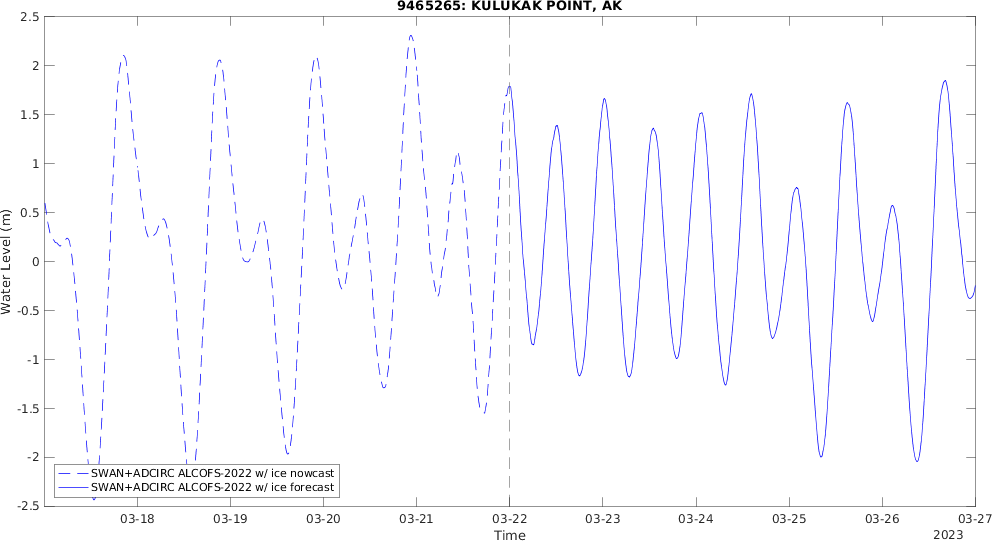 9465265: KULUKAK POINT, AK
2.5
2
1.5
1
0.5
0
-0.5
-1
-1.5
-2
-2.5
Water Level (m)
SWAN+ADCIRC ALCOFS-2022 w/ ice nowcast
SWAN+ADCIRC ALCOFS-2022 w/ ice forecast
03-18 03-19 03-20 03-21 03-22 03-23 03-24 03-25 03-26 03-27
Time
2023